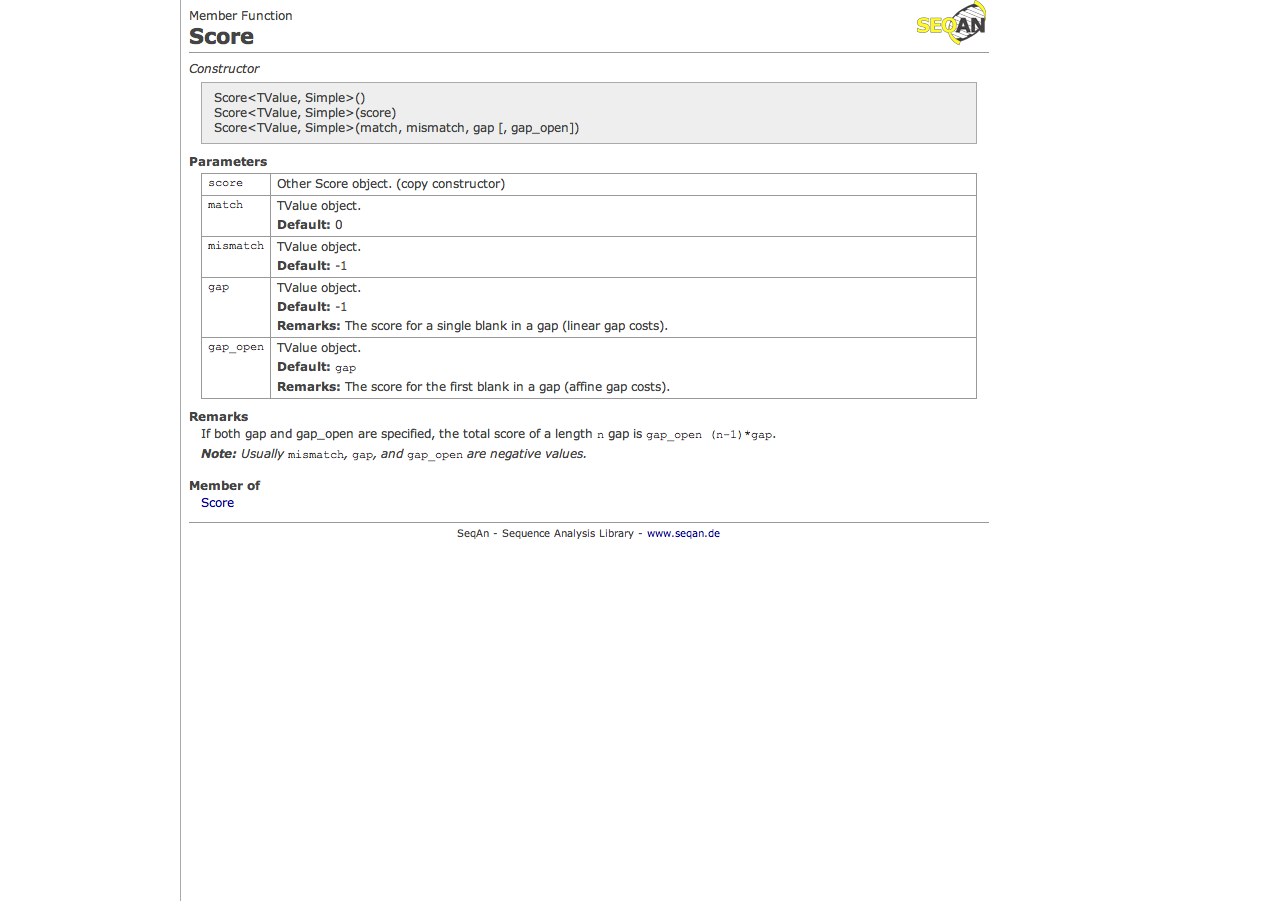 Member Function
SEQAN
Score
Constructor
Score<TValue, Simple>()
Score<TValue, Simple>(score)
Score<TValue, Simple>(match, mismatch, gap [, gap_open])
Parameters
score Other Score object. (copy constructor)
match TValue object.
Default: 0
mismatch TValue object.
Default: -1
gap TValue object.
Default: -1
Remarks: The score for a single blank in a gap (linear gap costs).
gap_open TValue object.
Default: gap
Remarks: The score for the first blank in a gap (affine gap costs).
Remarks
If both gap and gap_open are specified, the total score of a length n gap is gap_open (n-1)*gap.
Note: Usually mismatch, gap, and gap_open are negative values.
Member of
Score
SeqAn - Sequence Analysis Library - www.seqan.de